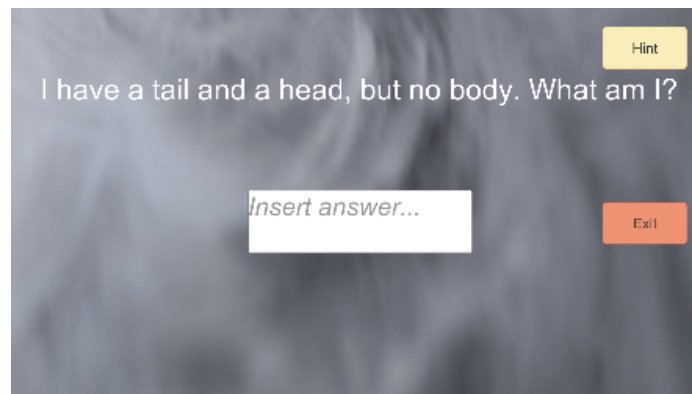 Hint
I have a tail and a head, but no body. What am I?
Insert answer...
Exit